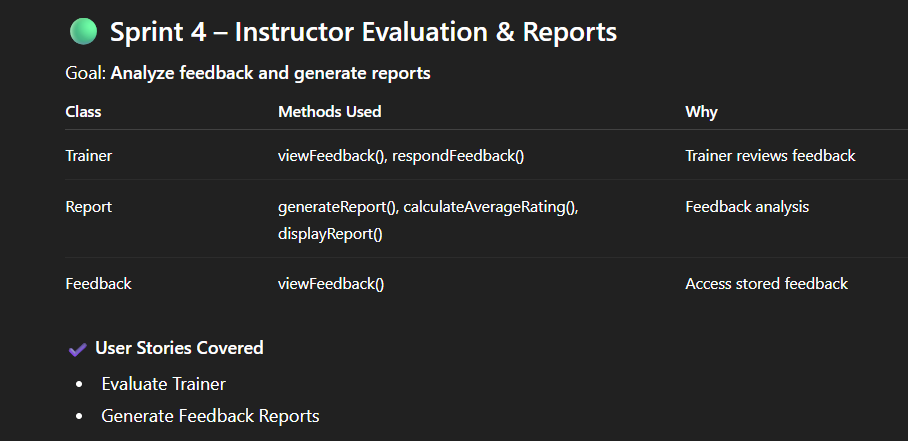 Sprint 4 – Instructor Evaluation & Reports
Goal: Analyze feedback and generate reports
Class Methods Used Why
Trainer viewFeedback(), respondFeedback() Trainer reviews feedback
Report generateReport(), calculateAverageRating(), Feedback analysis
displayReport()
Feedback viewFeedback() Access stored feedback
User Stories Covered
• Evaluate Trainer
• Generate Feedback Reports